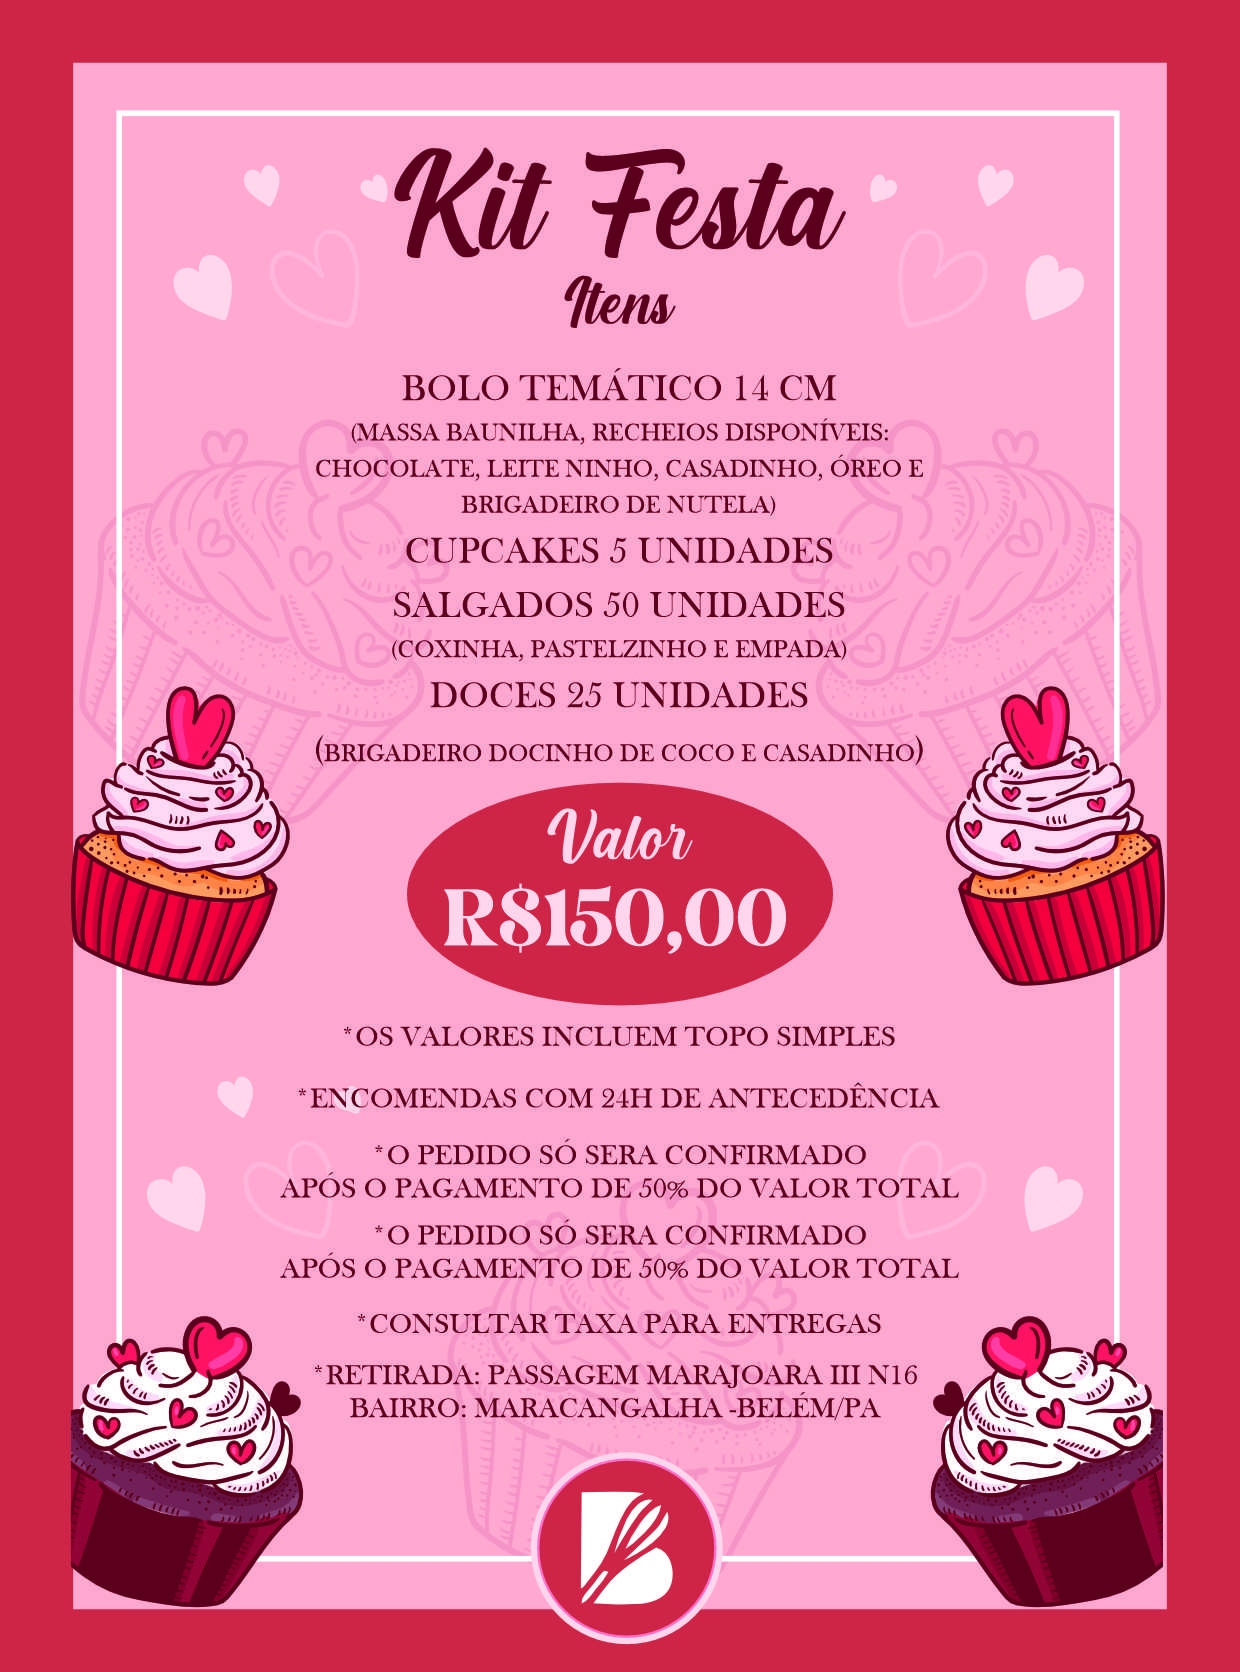 Kit Festa
Itens
BOLO TEMÁTICO 14 CM
(MASSA BAUNILHA, RECHEIOS DISPONÍVEIS:
CHOCOLATE, LEITE NINHO, CASADINHO, ÓREO E
BRIGADEIRO DE NUTELA)
CUPCAKES 5 UNIDADES
SALGADOS 50 UNIDADES
(COXINHA, PASTELZINHO E EMPADA)
DOCES 25 UNIDADES
(BRIGADEIRO DOCINHO DE COCO E CASADINHO)
Valor
R$150,00
*OS VALORES INCLUEM TOPO SIMPLES
*ENCOMENDAS COM 24H DE ANTECEDÊNCIA
*O PEDIDO SÓ SERA CONFIRMADO
APÓS O PAGAMENTO DE 50% DO VALOR TOTAL
*O PEDIDO SÓ SERA CONFIRMADO
APÓS O PAGAMENTO DE 50% DO VALOR TOTAL
*CONSULTAR TAXA PARA ENTREGAS
*RETIRADA: PASSAGEM MARAJOARA III N16
BAIRRO: MARACANGALHA -BELÉM/PA
B